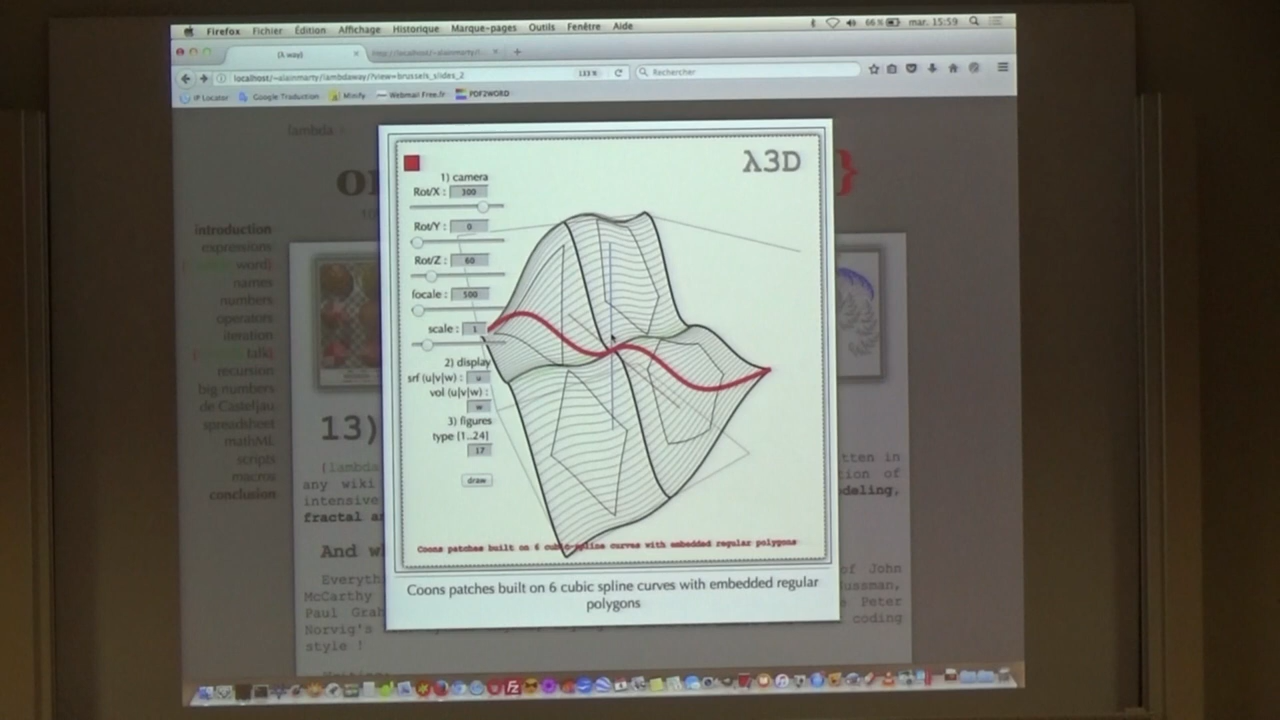 Firefox Fichier Édition Affichage Historique Marque-pages Outils Fenêtre Aide 66 % mar. 15:59
(λ way)
localhost/~alainmarty/lambdaway/?view=brussels_slides_2 133 % Rechercher
IP Locator Google Traduction Minify Webmail Free.fr PDF2WORD
lambda
λ3D
1) camera
Rot/X : 300
Rot/Y : 0
Rot/Z : 60
focale : 500
scale : 1
2) display
srf (u|v|w) : u
vol (u|v|w) :
w
3) figures
type [1..24]
17
draw
Coons patches built on 6 cubic spline curves with embedded regular polygons
Coons patches built on 6 cubic spline curves with embedded regular
polygons
introduction
expressions
word)
names
numbers
operators
iteration
talk)
recursion
big numbers
de Casteljau
spreadsheet
mathML
scripts
macros
conclusion
13)
(lambda tten in
any wiki tion of
intensive deling,
fractal
And
Everyth of John
McCarthy Sussman,
Paul Grah Peter
Norvig's coding
style !